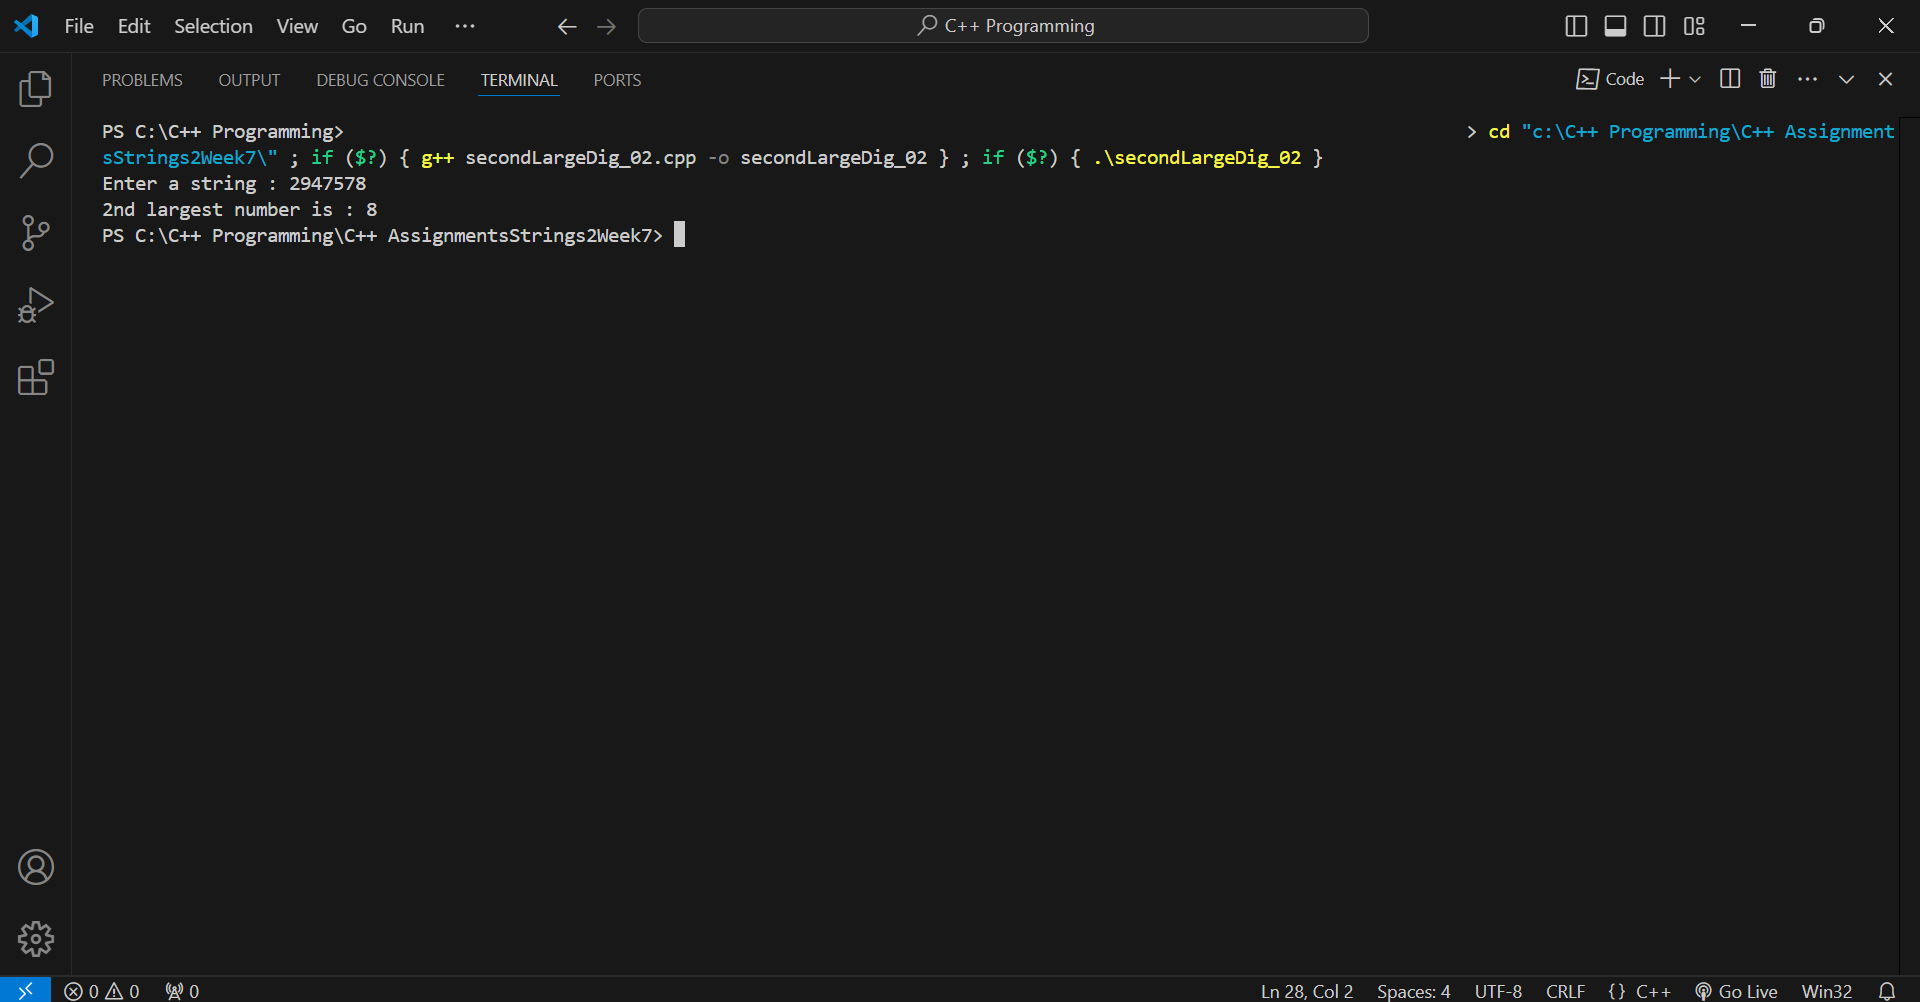 File Edit Selection View Go Run ···
C++ Programming
PROBLEMS OUTPUT DEBUG CONSOLE TERMINAL PORTS
Code
PS C:\C++ Programming> > cd "c:\C++ Programming\C++ Assignment
sStrings2Week7\" ; if ($?) { g++ secondLargeDig_02.cpp -o secondLargeDig_02 } ; if ($?) { .\secondLargeDig_02 }
Enter a string : 2947578
2nd largest number is : 8
PS C:\C++ Programming\C++ AssignmentsStrings2Week7>
0 0 0 Ln 28, Col 2 Spaces: 4 UTF-8 CRLF {} C++ Go Live Win32